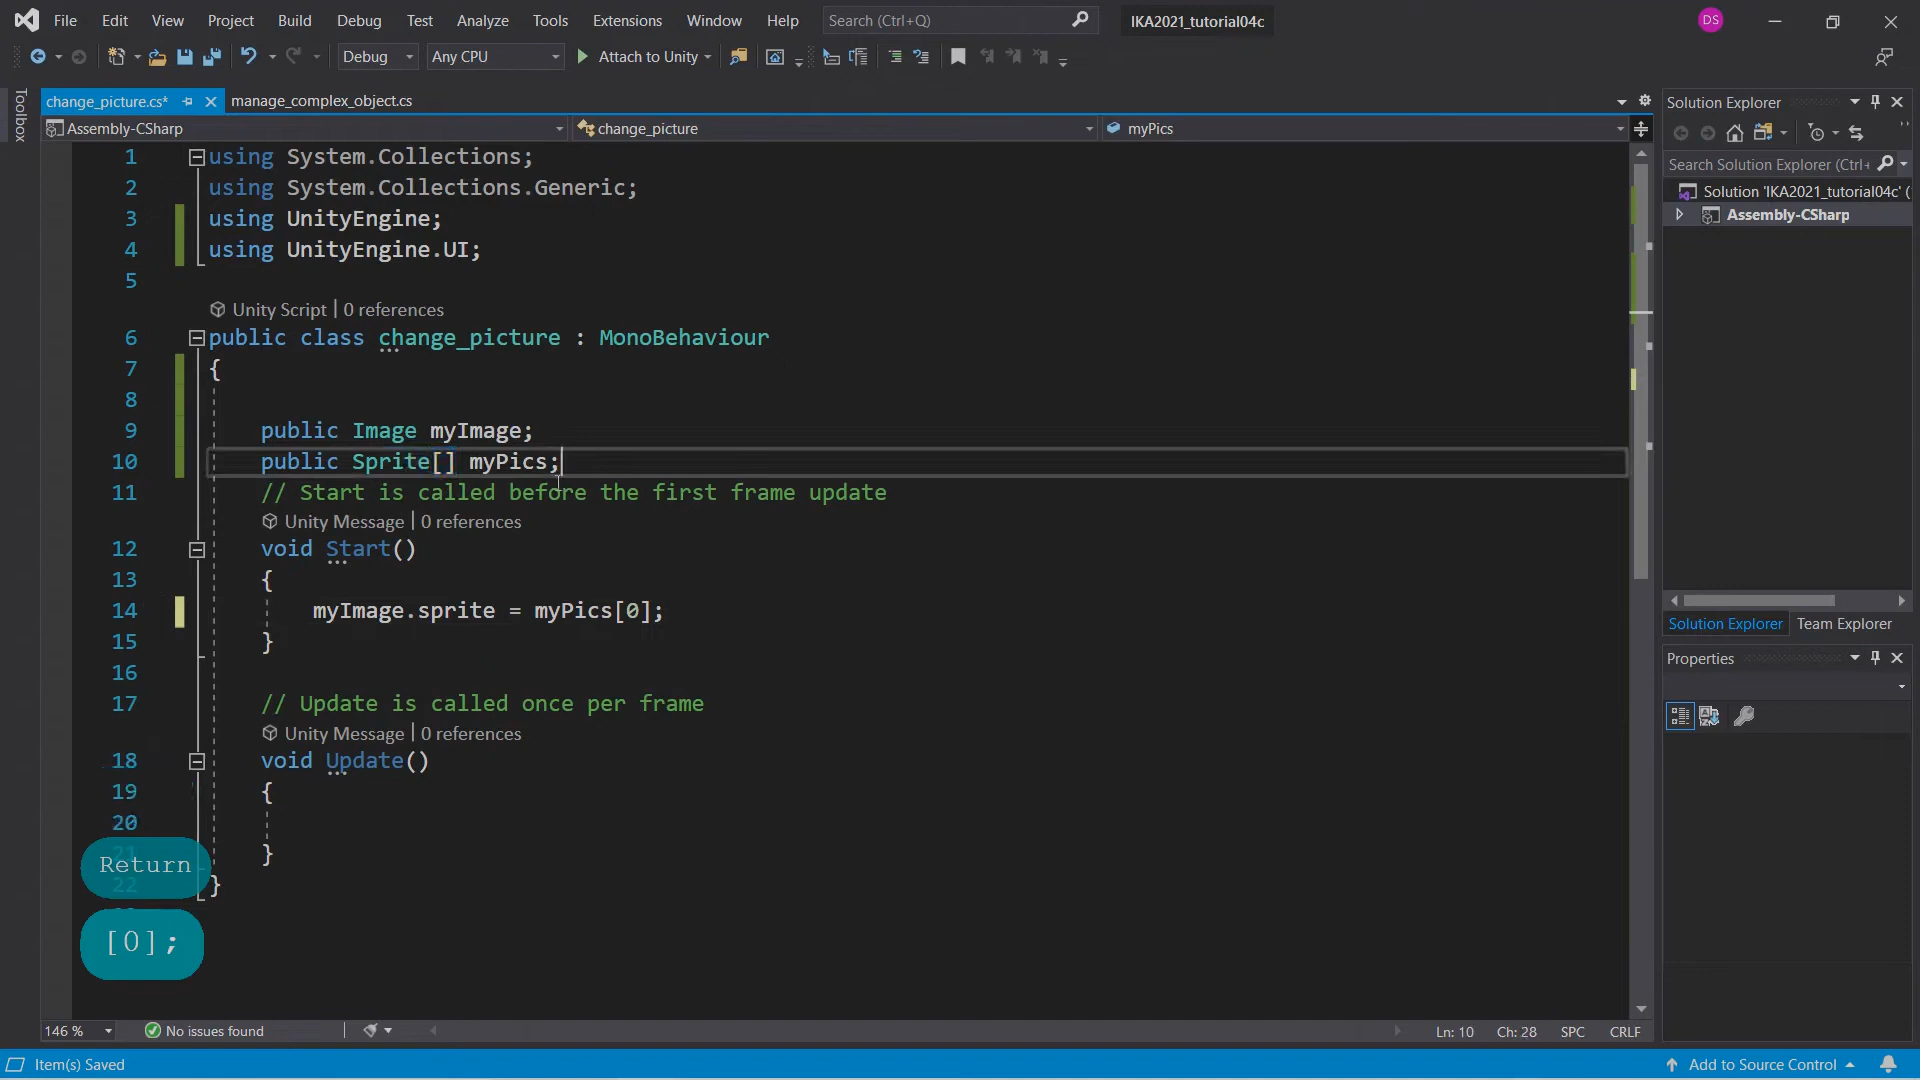 File Edit View Project Build Debug Test Analyze Tools Extensions Window Help Search (Ctrl+Q) IKA2021_tutorial04c DS
Debug Any CPU Attach to Unity
Toolbox
change_picture.cs* manage_complex_object.cs
Assembly-CSharp change_picture myPics
1 using System.Collections;
2 using System.Collections.Generic;
3 using UnityEngine;
4 using UnityEngine.UI;
5
Unity Script | 0 references
6 public class change_picture : MonoBehaviour
7 {
8
9 public Image myImage;
10 public Sprite[] myPics;
11 // Start is called before the first frame update
Unity Message | 0 references
12 void Start()
13 {
14 myImage.sprite = myPics[0];
15 }
16
17 // Update is called once per frame
Unity Message | 0 references
18 void Update()
19 {
20
21 }
22 }
Return
[0];
146 % No issues found Ln: 10 Ch: 28 SPC CRLF
Item(s) Saved Add to Source Control
Solution Explorer
Search Solution Explorer (Ctrl+
Solution 'IKA2021_tutorial04c' (
Assembly-CSharp
Solution Explorer Team Explorer
Properties